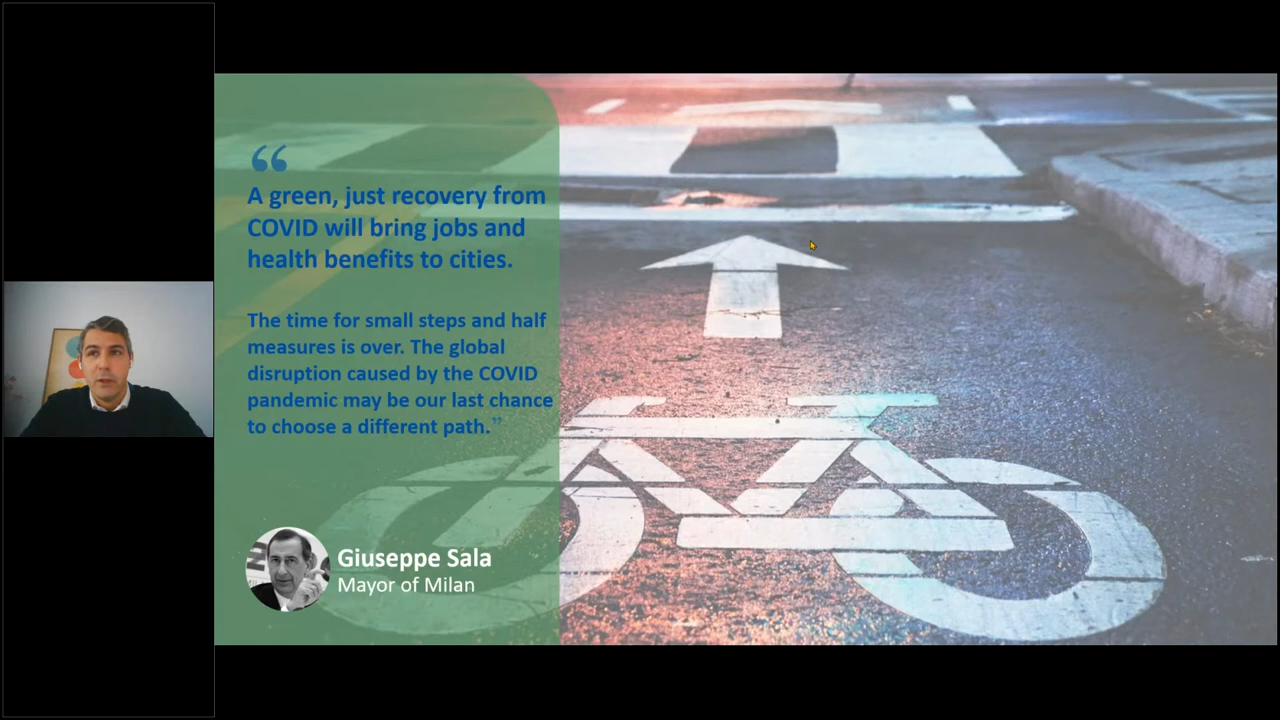 “
A green, just recovery from
COVID will bring jobs and
health benefits to cities.
The time for small steps and half
measures is over. The global
disruption caused by the COVID
pandemic may be our last chance
to choose a different path.”
Giuseppe Sala
Mayor of Milan